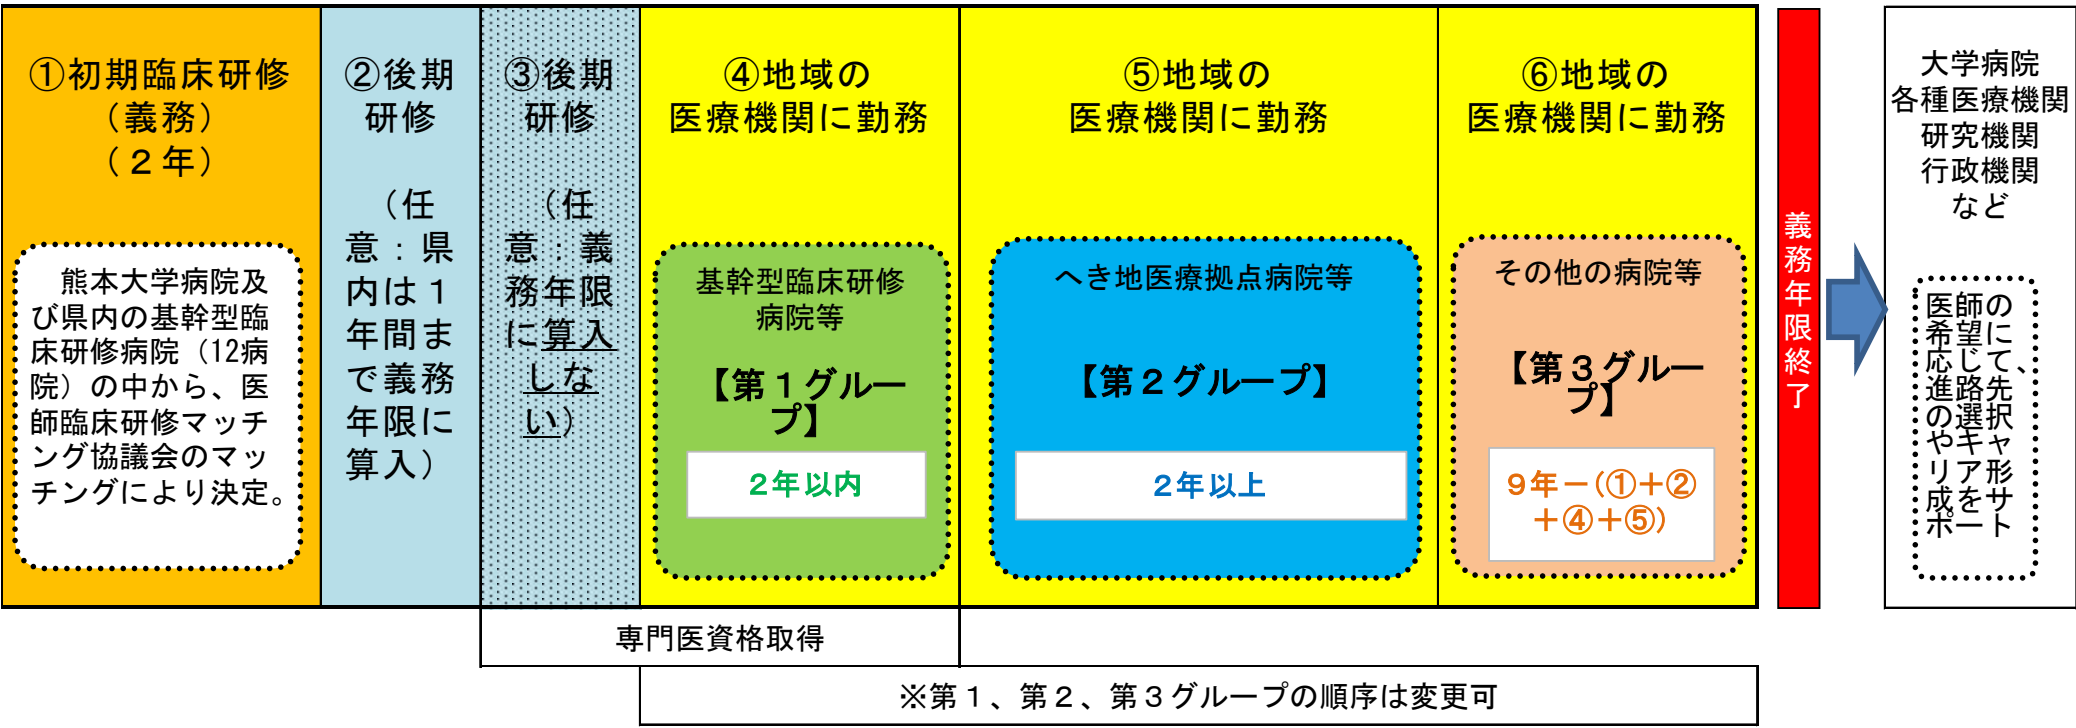 ①初期臨床研修
（義務）
（２年）
熊本大学病院及
び県内の基幹型臨
床研修病院（12病
院）の中から、医
師臨床研修マッチ
ング協議会のマッ
チングにより決定。
②後期
研修
（任
意：県
内は１
年間ま
で義務
年限に
算入）
③後期
研修
（任
意：義
務年限
に算入
しな
い）
④地域の
医療機関に勤務
基幹型臨床研修
病院等
【第１グルー
プ】
2年以内
⑤地域の
医療機関に勤務
へき地医療拠点病院等
【第２グループ】
2年以上
⑥地域の
医療機関に勤務
その他の病院等
【第３グルー
プ】
9年－(①＋②
＋④＋⑤)
義務年限終了
大学病院
各種医療機関
研究機関
行政機関
など
医師の
希望に
応じて、
進路先
の選択
やキャ
リア形
成をサ
ポート
専門医資格取得
※第１、第２、第３グループの順序は変更可